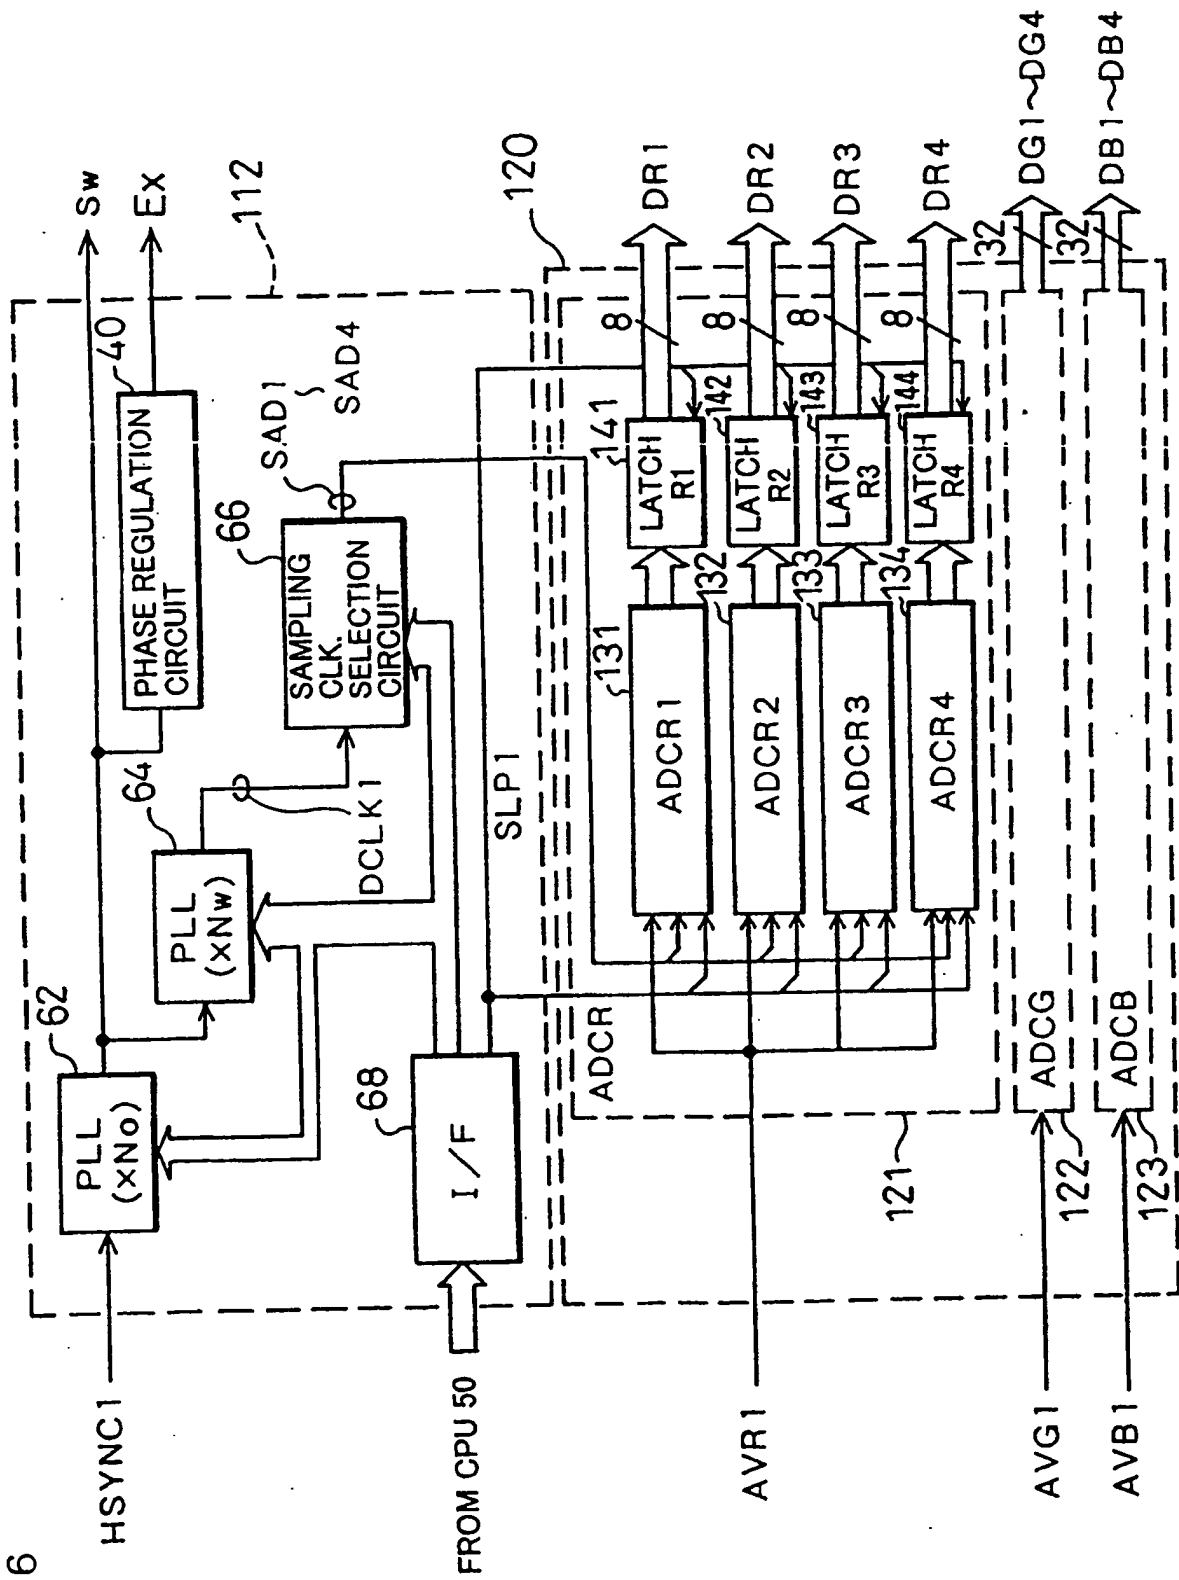 6
HSYNC1
62
PLL
(×No)
64
PLL
(×Nw)
DCLK1
40
PHASE REGULATION
CIRCUIT
Sw
Ex
112
66
SAMPLING
CLK.
SELECTION
CIRCUIT
SAD1
~
SAD4
FROM CPU 50
68
I/F
SLP1
120
AVR1
ADCR
121
131
ADCR1
141
LATCH
R1
8
DR1
132
ADCR2
142
LATCH
R2
8
DR2
133
ADCR3
143
LATCH
R3
8
DR3
134
ADCR4
144
LATCH
R4
8
DR4
AVG1
122
ADCG
32
DG1~DG4
AVB1
123
ADCB
32
DB1~DB4